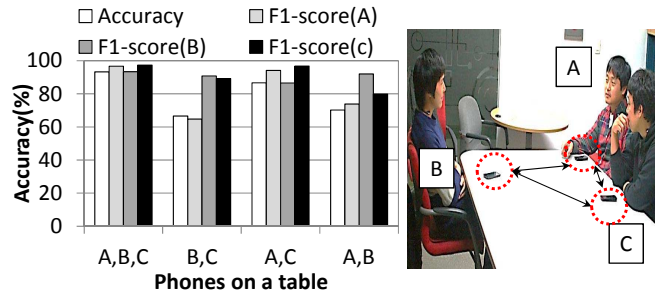 Accuracy
F1-score(A)
F1-score(B)
F1-score(c)
Accuracy(%)
100
80
60
40
20
0
A,B,C
B,C
A,C
A,B
Phones on a table
A
B
C